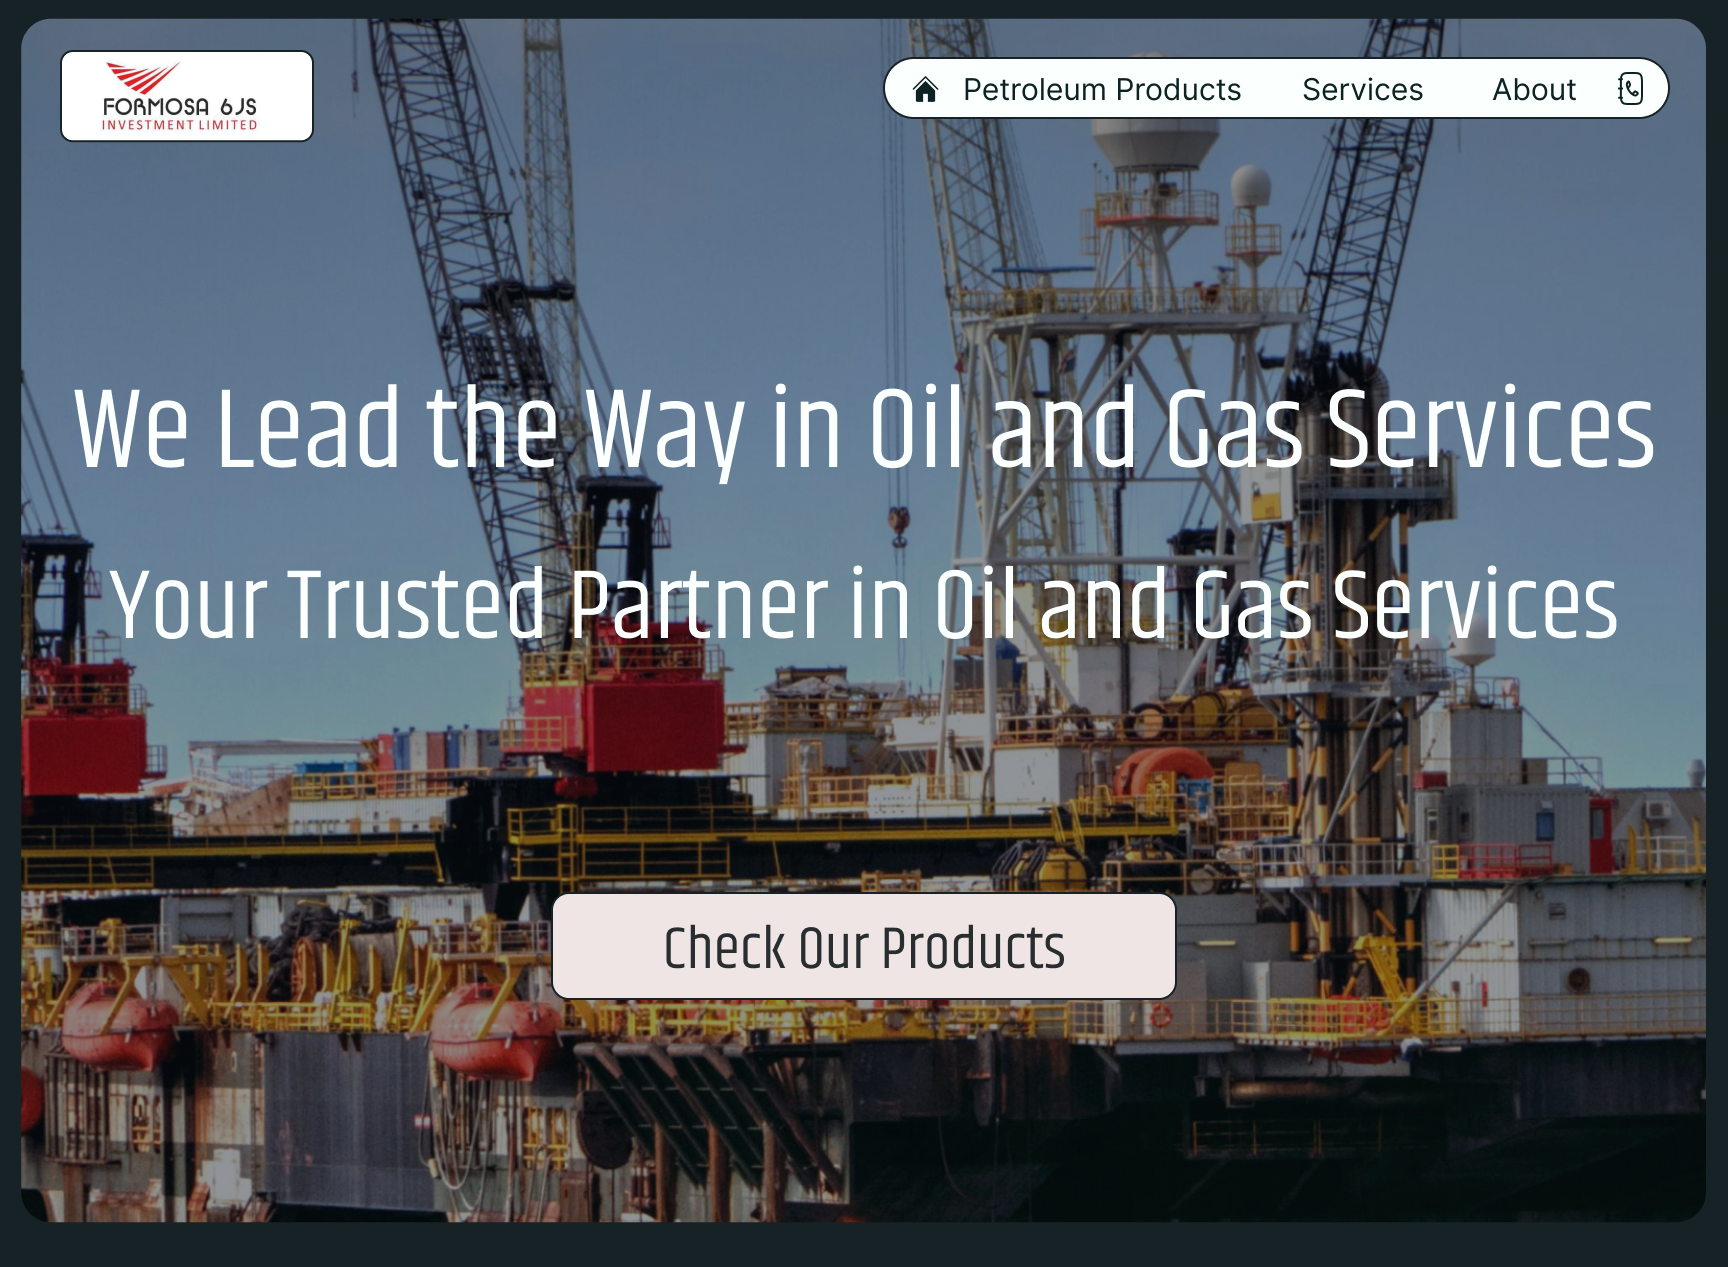 FORMOSA 6JS
INVESTMENT LIMITED
Petroleum Products
Services
About
We Lead the Way in Oil and Gas Services
Your Trusted Partner in Oil and Gas Services
Check Our Products